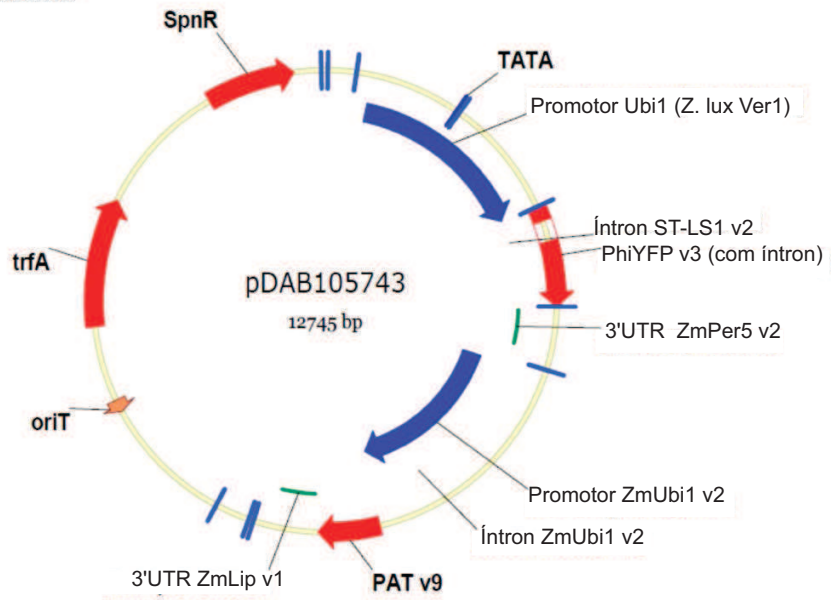 SpnR
TATA
Promotor Ubi1 (Z. lux Ver1)
Íntron ST-LS1 v2
PhiYFP v3 (com íntron)
trfA
pDAB105743
12745 bp
3'UTR ZmPer5 v2
oriT
Promotor ZmUbi1 v2
Íntron ZmUbi1 v2
3'UTR ZmLip v1
PAT v9